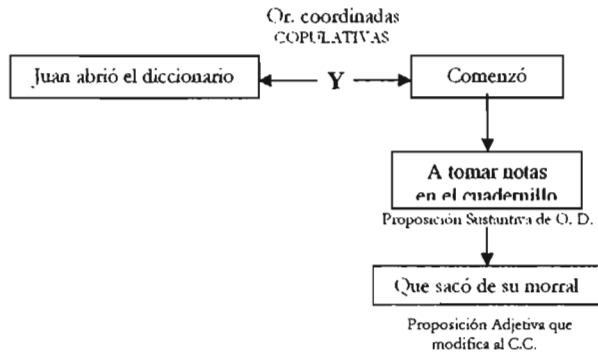 Or. coordinadas
COPULATIVAS
Juan abrió el diccionario
Y
Comenzó
A tomar notas
en el cuadernillo
Proposición Sustantiva de O. D.
Que sacó de su morral
Proposición Adjetiva que
modifica al C.C.